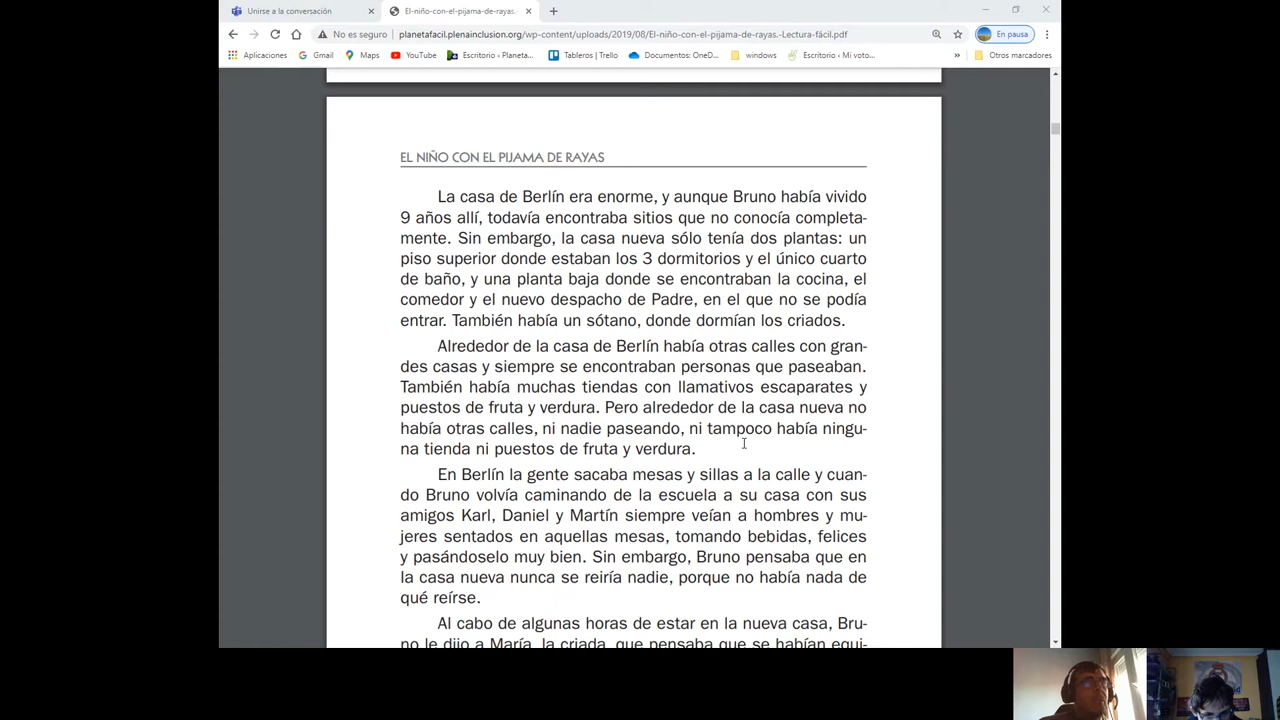 Unirse a la conversación
El-niño-con-el-pijama-de-rayas.
No es seguro
planetafacil.plenainclusion.org/wp-content/uploads/2019/08/El-niño-con-el-pijama-de-rayas.-Lectura-fácil.pdf
En pausa
Aplicaciones
Gmail
Maps
YouTube
Escritorio ‹ Planeta...
Tableros | Trello
Documentos: OneD...
windows
Escritorio ‹ Mi voto...
»
Otros marcadores
EL NIÑO CON EL PIJAMA DE RAYAS
La casa de Berlín era enorme, y aunque Bruno había vivido
9 años allí, todavía encontraba sitios que no conocía completa-
mente. Sin embargo, la casa nueva sólo tenía dos plantas: un
piso superior donde estaban los 3 dormitorios y el único cuarto
de baño, y una planta baja donde se encontraban la cocina, el
comedor y el nuevo despacho de Padre, en el que no se podía
entrar. También había un sótano, donde dormían los criados.
Alrededor de la casa de Berlín había otras calles con gran-
des casas y siempre se encontraban personas que paseaban.
También había muchas tiendas con llamativos escaparates y
puestos de fruta y verdura. Pero alrededor de la casa nueva no
había otras calles, ni nadie paseando, ni tampoco había ningu-
na tienda ni puestos de fruta y verdura.
En Berlín la gente sacaba mesas y sillas a la calle y cuan-
do Bruno volvía caminando de la escuela a su casa con sus
amigos Karl, Daniel y Martín siempre veían a hombres y mu-
jeres sentados en aquellas mesas, tomando bebidas, felices
y pasándoselo muy bien. Sin embargo, Bruno pensaba que en
la casa nueva nunca se reiría nadie, porque no había nada de
qué reírse.
Al cabo de algunas horas de estar en la nueva casa, Bru-
no le dijo a María, la criada, que pensaba que se habían equi-